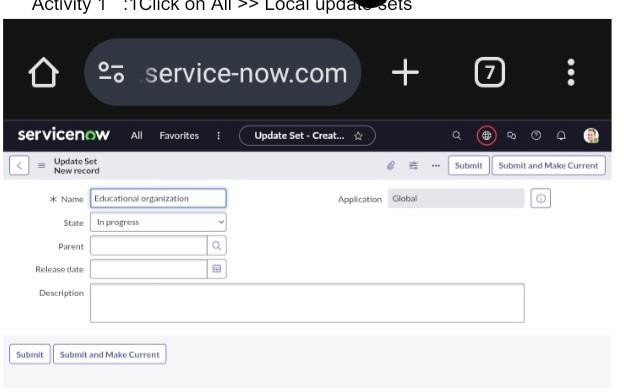 Activity 1 :1Click on All >> Local update sets
service-now.com
7
servicenow All Favorites Update Set - Creat...
Update Set
New record
Submit Submit and Make Current
* Name Educational organization
Application Global
State In progress
Parent
Release date
Description
Submit Submit and Make Current